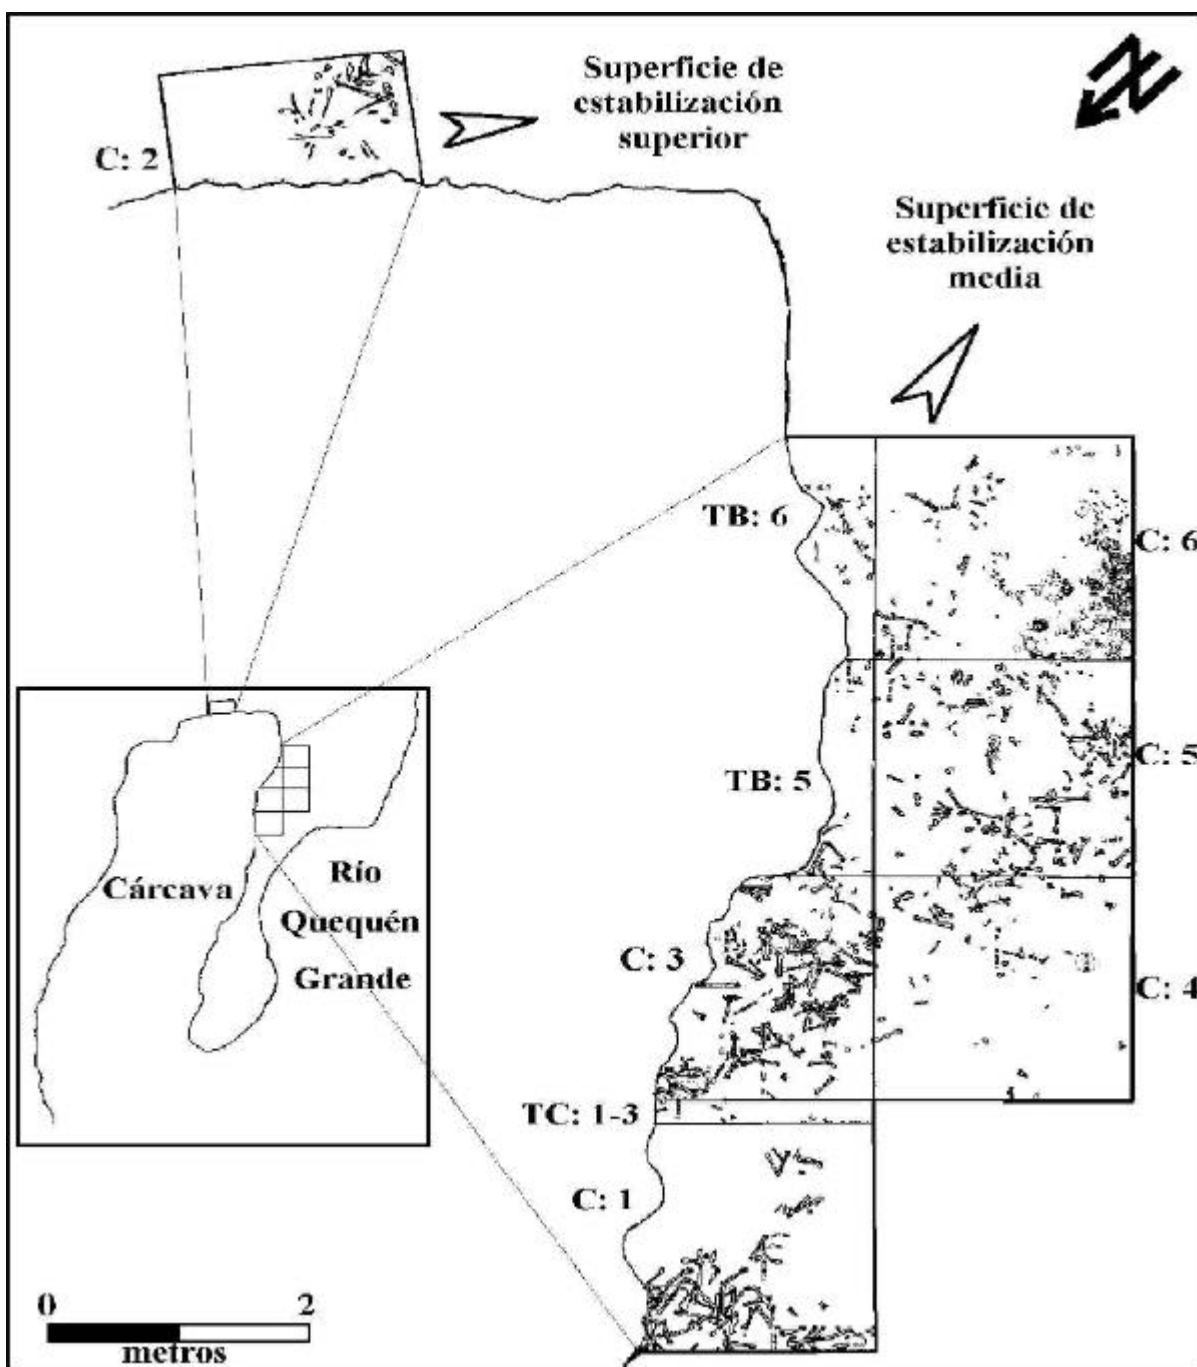 Superficie de
estabilización
superior
C: 2
Superficie de
estabilización
media
TB: 6
C: 6
TB: 5
C: 5
Cárcava
Río
Quequén
Grande
C: 3
C: 4
TC: 1-3
C: 1
0 2
metros